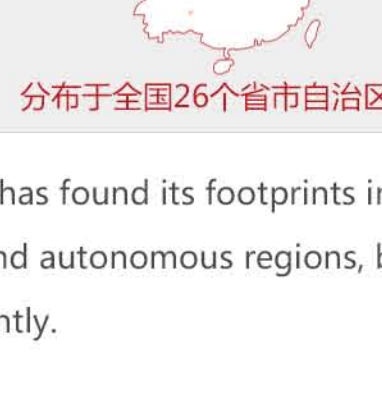 分布于全国26个省市自治区
has found its footprints in
nd autonomous regions, b
ntly.